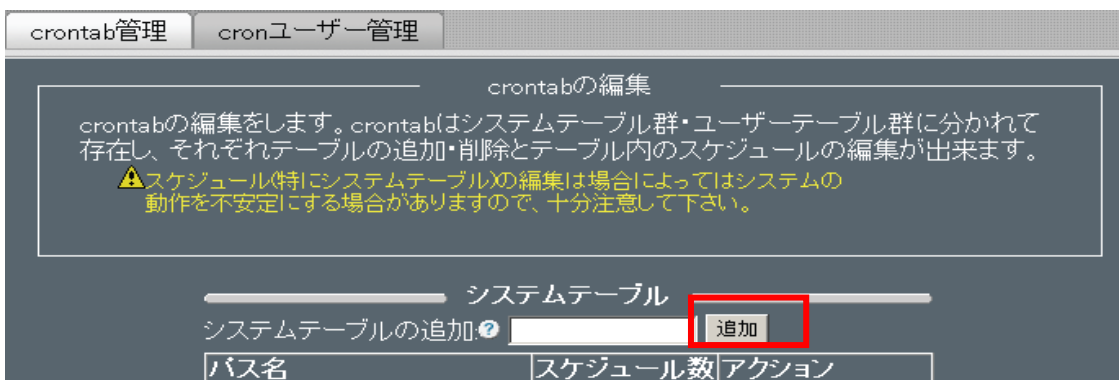 crontab管理 cronユーザー管理
crontabの編集
crontabの編集をします。crontabはシステムテーブル群・ユーザーテーブル群に分かれて
存在し、それぞれテーブルの追加・削除とテーブル内のスケジュールの編集が出来ます。
スケジュール(特にシステムテーブル)の編集は場合によってはシステムの
動作を不安定にする場合がありますので、十分注意して下さい。
システムテーブル
システムテーブルの追加:? 追加
パス名 スケジュール数 アクション